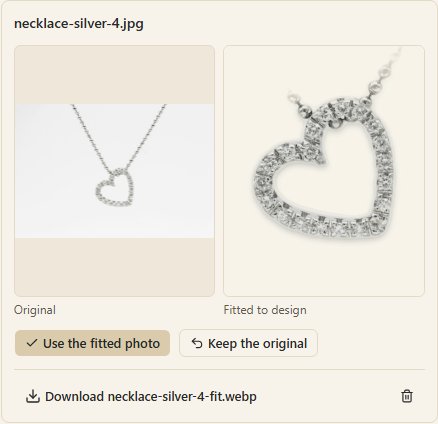 necklace-silver-4.jpg
Original
Fitted to design
Use the fitted photo
Keep the original
Download necklace-silver-4-fit.webp